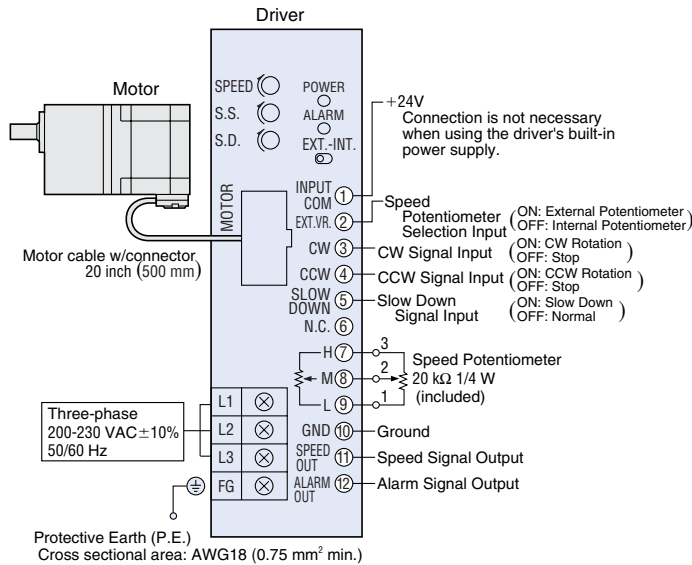 Driver
Motor
SPEED
S.S.
S.D.
POWER
ALARM
EXT.-INT.
+24V
Connection is not necessary
when using the driver's built-in
power supply.
MOTOR
INPUT
COM
1
EXT.VR.
2
Speed
Potentiometer
Selection Input
(ON: External Potentiometer
OFF: Internal Potentiometer)
CW
3
CW Signal Input
(ON: CW Rotation
OFF: Stop)
CCW
4
CCW Signal Input
(ON: CCW Rotation
OFF: Stop)
SLOW
DOWN
5
Slow Down
Signal Input
(ON: Slow Down
OFF: Normal)
N.C.
6
Motor cable w/connector
20 inch (500 mm)
H
7
3
M
8
2
L
9
1
Speed Potentiometer
20 kΩ 1/4 W
(included)
Three-phase
200-230 VAC±10%
50/60 Hz
L1
L2
L3
FG
GND
10
Ground
SPEED
OUT
11
Speed Signal Output
ALARM
OUT
12
Alarm Signal Output
Protective Earth (P.E.)
Cross sectional area: AWG18 (0.75 mm² min.)